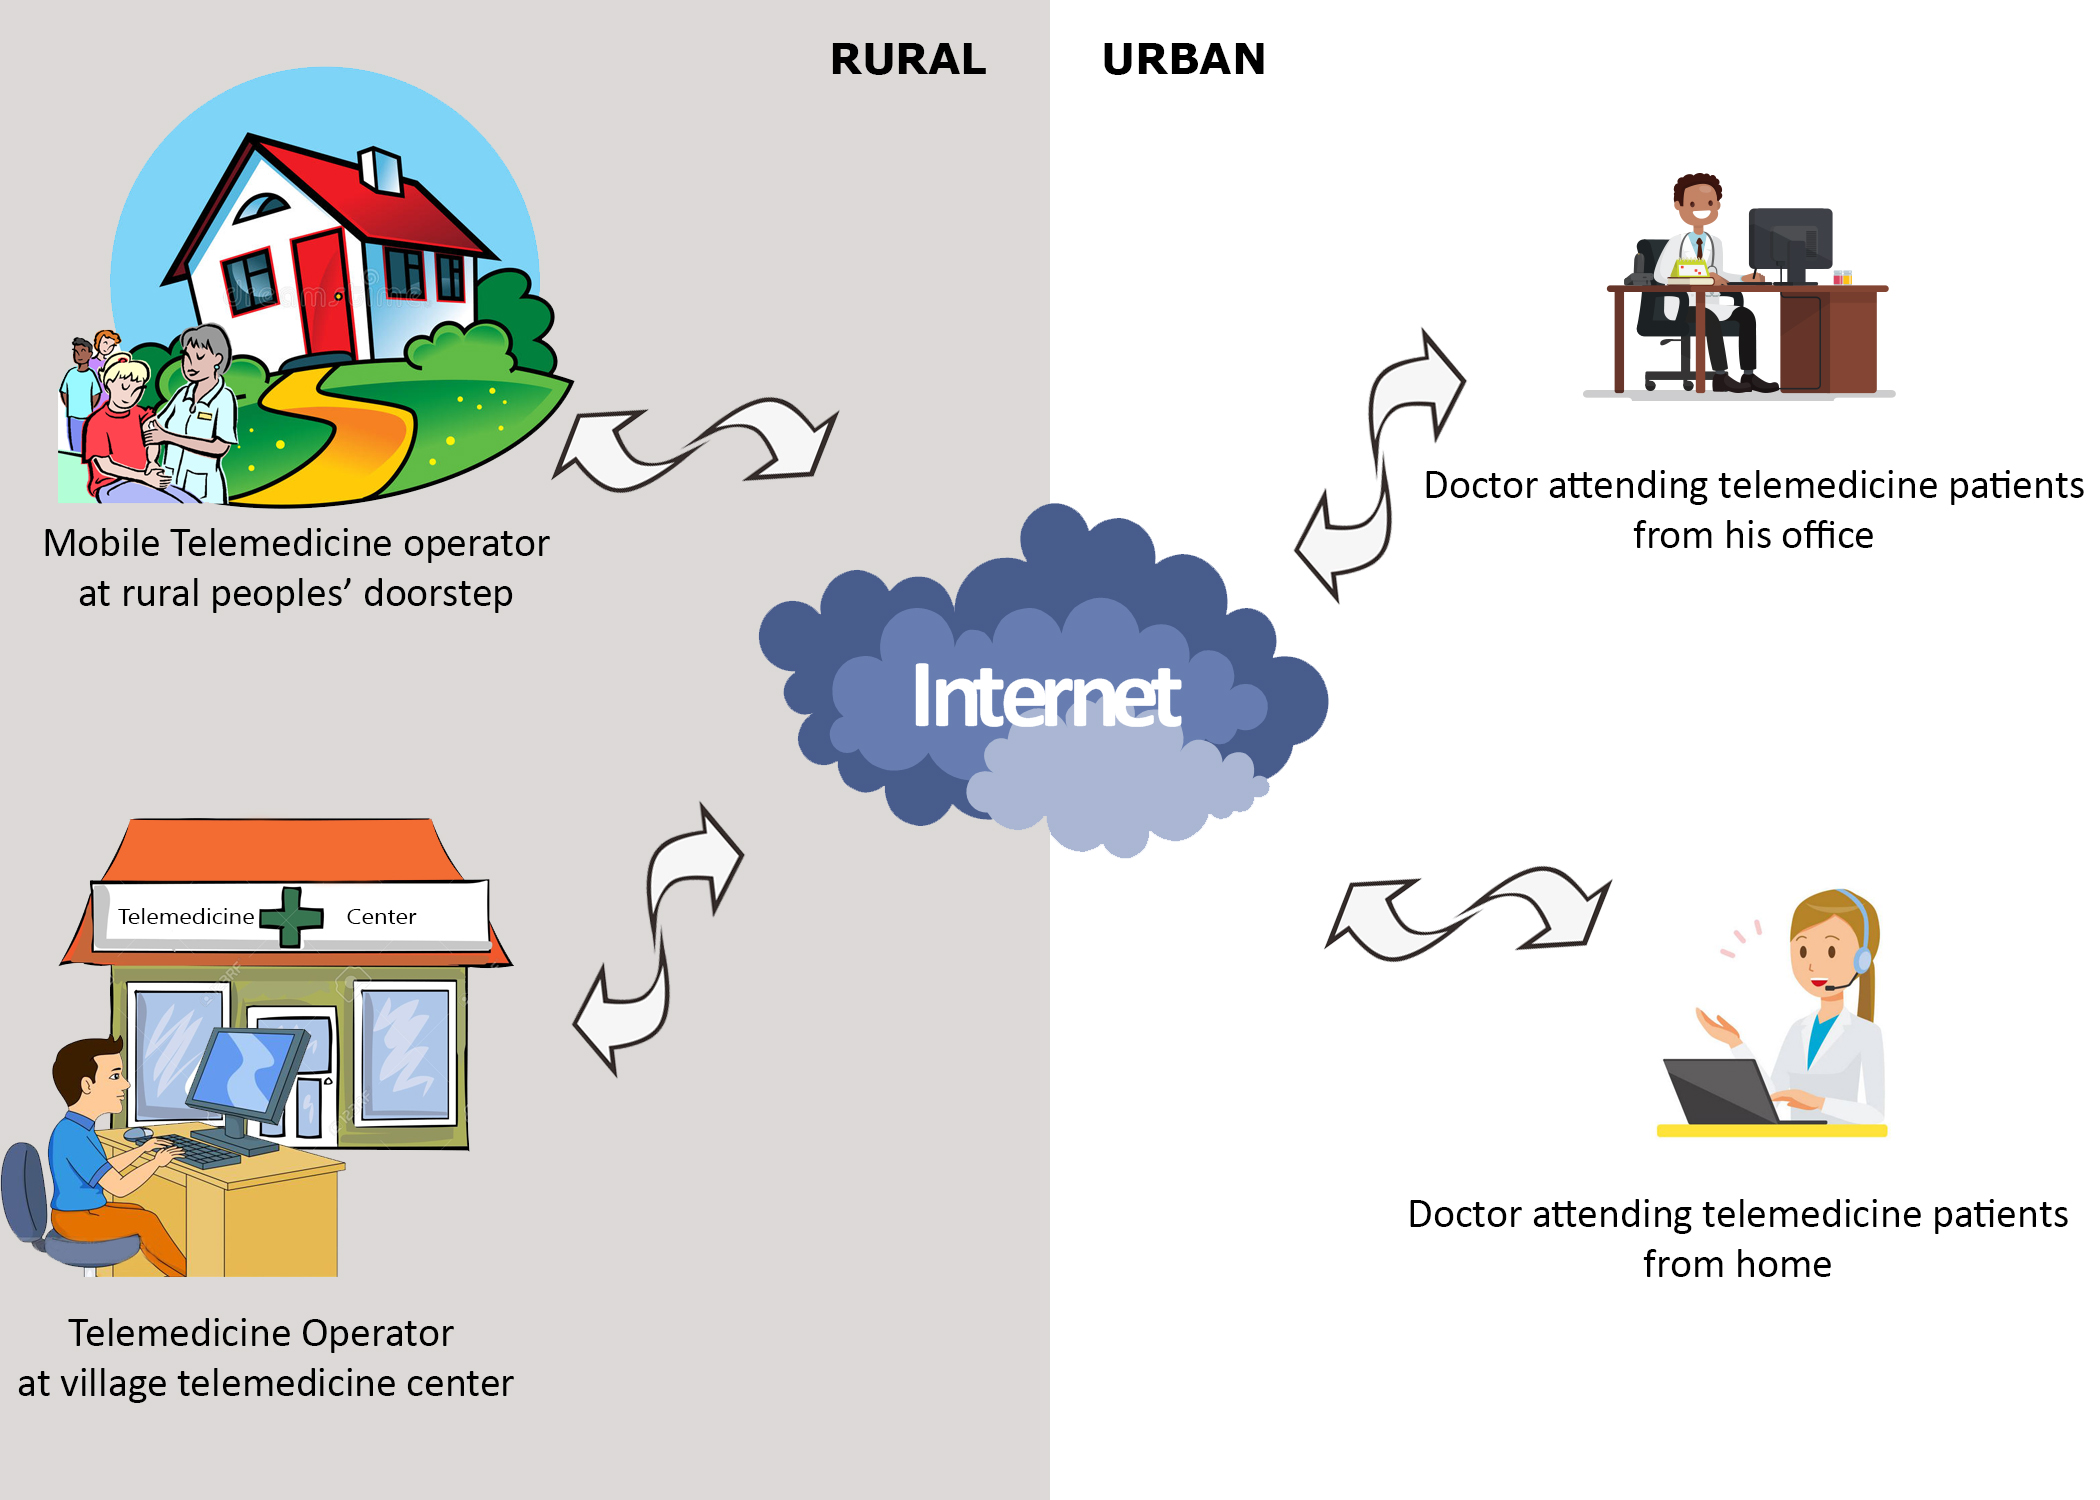 RURAL
URBAN
Mobile Telemedicine operator
at rural peoples’ doorstep
Doctor attending telemedicine patients
from his office
Internet
Telemedicine Center
Telemedicine Operator
at village telemedicine center
Doctor attending telemedicine patients
from home